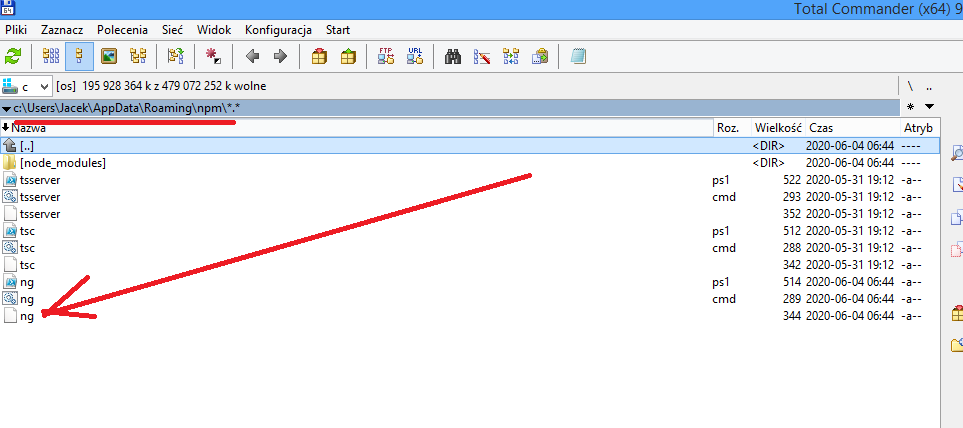 Total Commander (x64) 9
Pliki Zaznacz Polecenia Sieć Widok Konfiguracja Start
FTP URL
c [os] 195 928 364 k z 479 072 252 k wolne \ ..
c:\Users\Jacek\AppData\Roaming\npm\*.* *
Nazwa Roz. Wielkość Czas Atryb
[..] <DIR> 2020-06-04 06:44 ----
[node_modules] <DIR> 2020-06-04 06:44 ----
tsserver ps1 522 2020-05-31 19:12 -a--
tsserver cmd 293 2020-05-31 19:12 -a--
tsserver 352 2020-05-31 19:12 -a--
tsc ps1 512 2020-05-31 19:12 -a--
tsc cmd 288 2020-05-31 19:12 -a--
tsc 342 2020-05-31 19:12 -a--
ng ps1 514 2020-06-04 06:44 -a--
ng cmd 289 2020-06-04 06:44 -a--
ng 344 2020-06-04 06:44 -a--